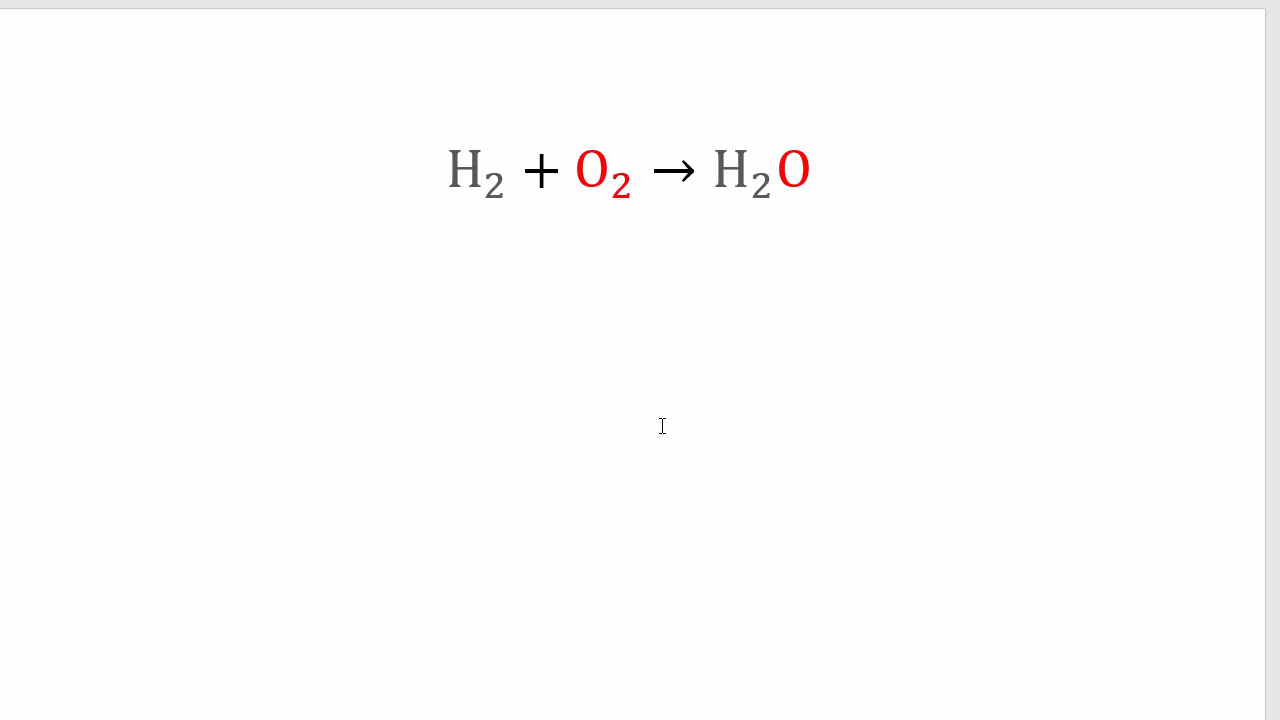 H₂ + O₂ → H₂O